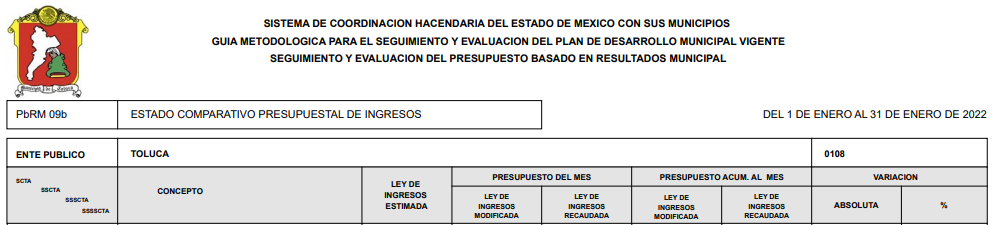 SISTEMA DE COORDINACION HACENDARIA DEL ESTADO DE MEXICO CON SUS MUNICIPIOS
GUIA METODOLOGICA PARA EL SEGUIMIENTO Y EVALUACION DEL PLAN DE DESARROLLO MUNICIPAL VIGENTE
SEGUIMIENTO Y EVALUACION DEL PRESUPUESTO BASADO EN RESULTADOS MUNICIPAL
PbRM 09b ESTADO COMPARATIVO PRESUPUESTAL DE INGRESOS DEL 1 DE ENERO AL 31 DE ENERO DE 2022
ENTE PUBLICO TOLUCA 0108
SCTA
SSCTA
SSSCTA
SSSSCTA
CONCEPTO
LEY DE
INGRESOS
ESTIMADA
PRESUPUESTO DEL MES
LEY DE
INGRESOS
MODIFICADA
LEY DE
INGRESOS
RECAUDADA
PRESUPUESTO ACUM. AL MES
LEY DE
INGRESOS
MODIFICADA
LEY DE
INGRESOS
RECAUDADA
VARIACION
ABSOLUTA
%